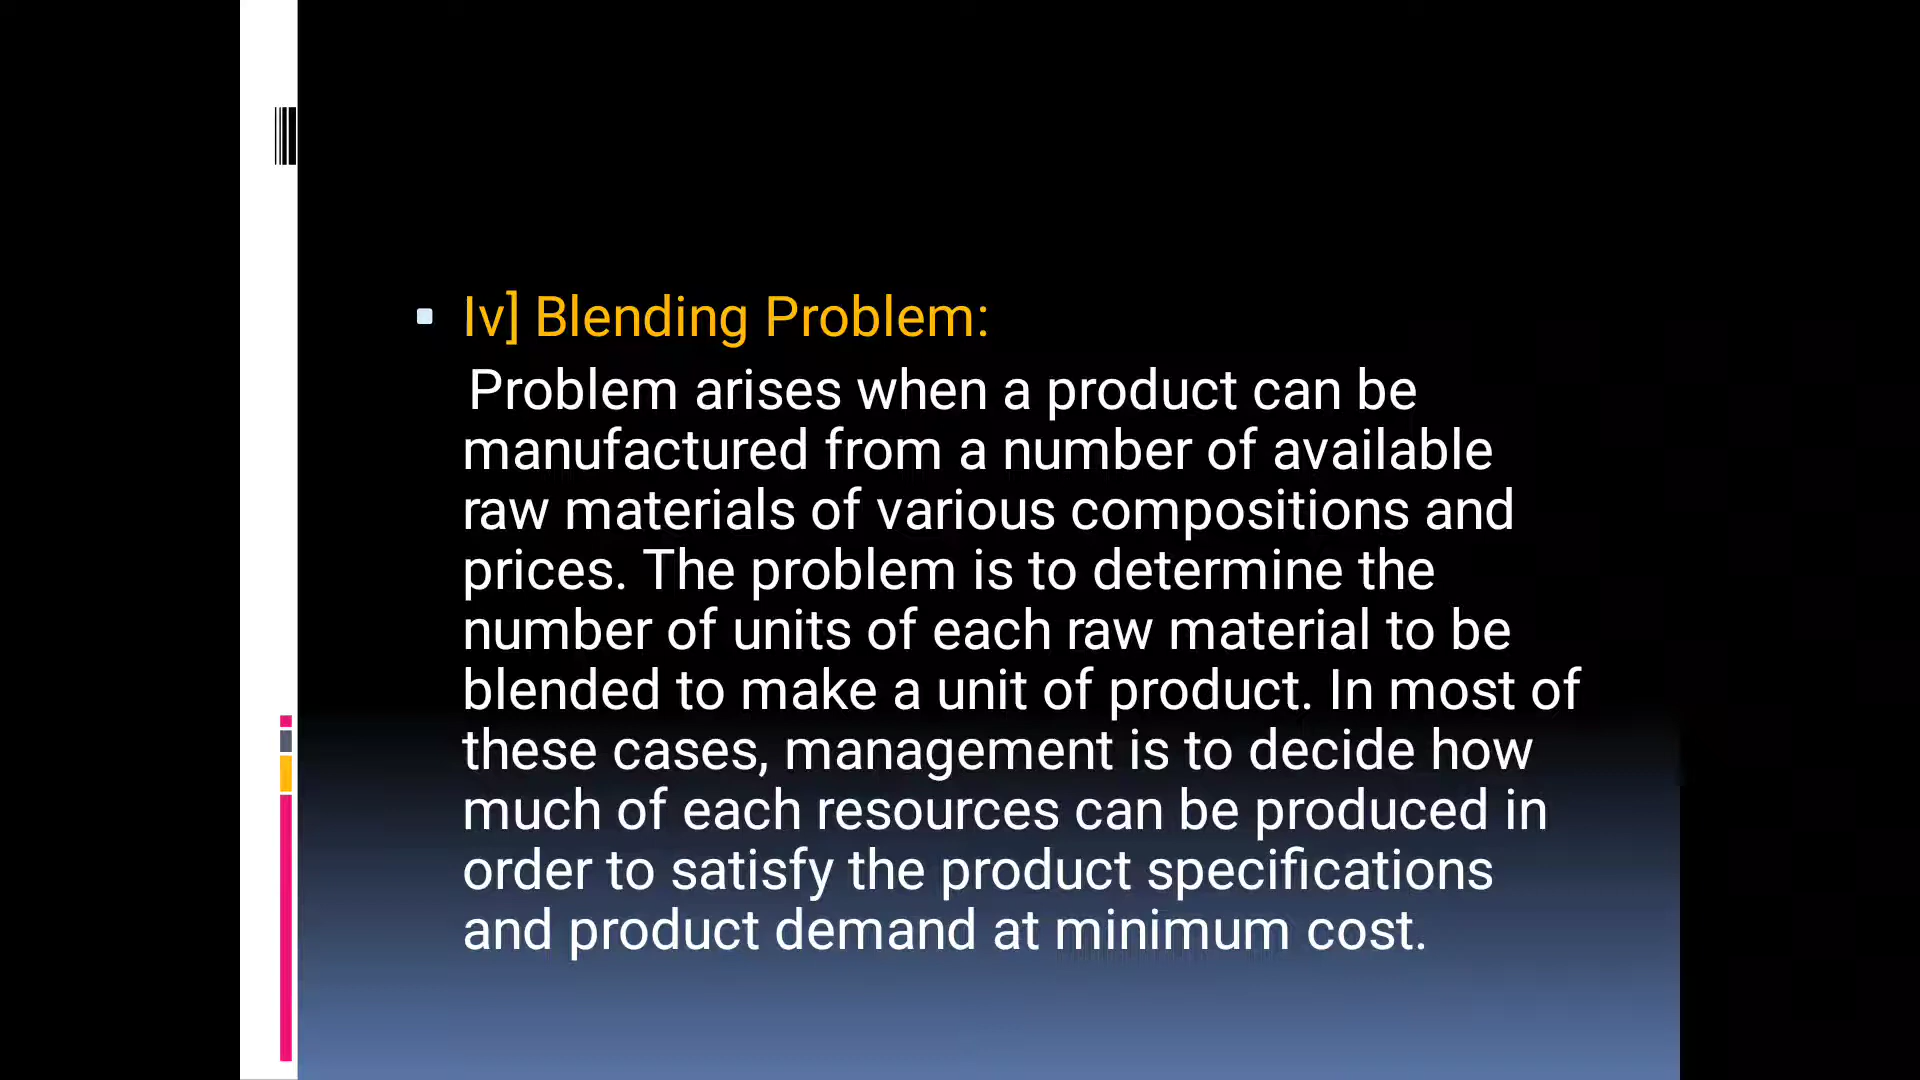 Iv] Blending Problem:
Problem arises when a product can be
manufactured from a number of available
raw materials of various compositions and
prices. The problem is to determine the
number of units of each raw material to be
blended to make a unit of product. In most of
these cases, management is to decide how
much of each resources can be produced in
order to satisfy the product specifications
and product demand at minimum cost.